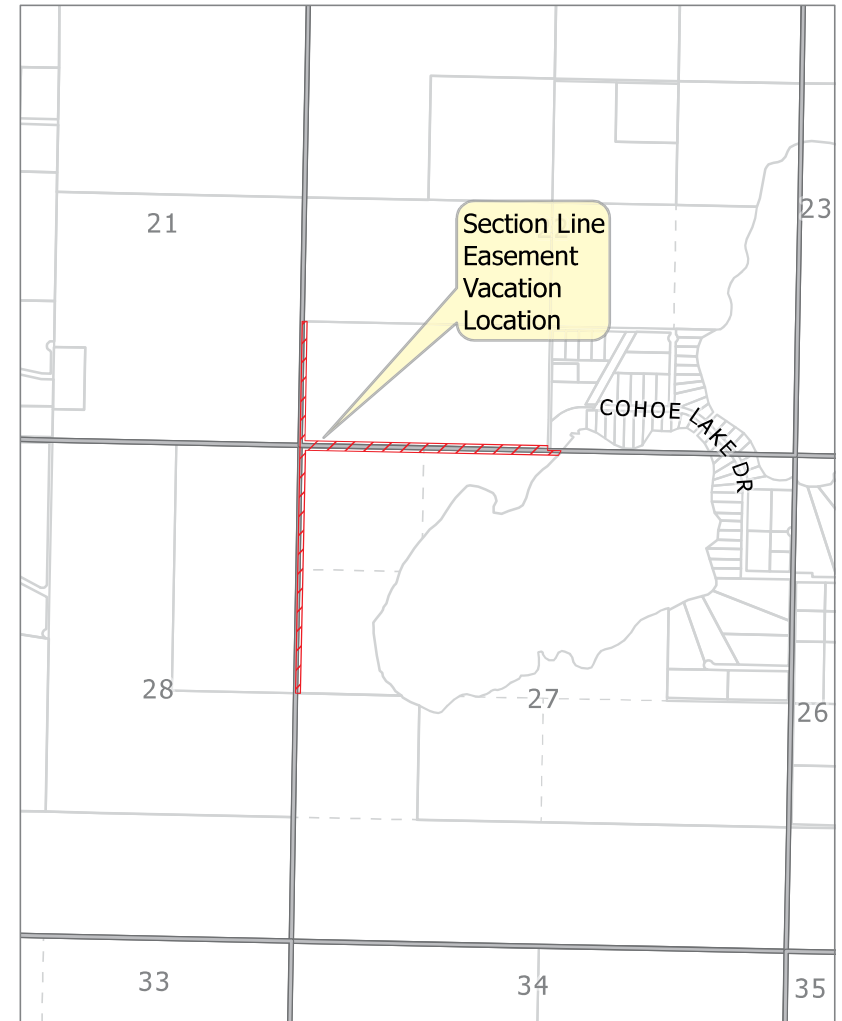 23
21
Section Line
Easement
Vacation
Location
COHOE LAKE DR
28
27
26
33
34
35